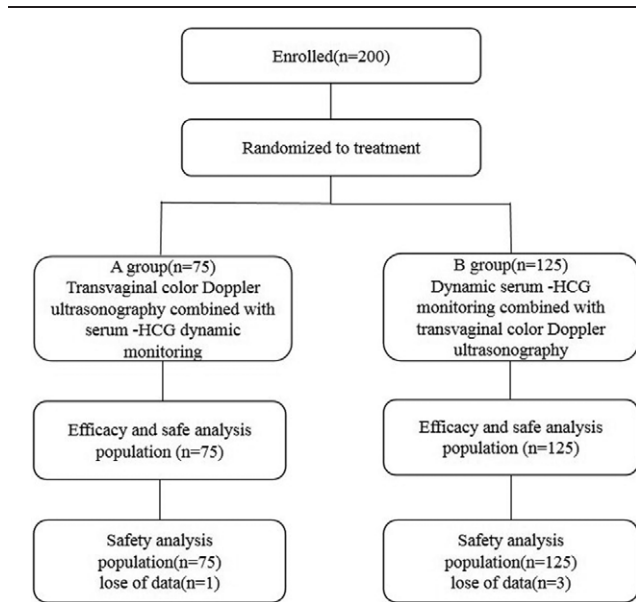 Enrolled(n=200)
Randomized to treatment
A group(n=75)
Transvaginal color Doppler
ultrasonography combined with
serum -HCG dynamic
monitoring
B group(n=125)
Dynamic serum -HCG
monitoring combined with
transvaginal color Doppler
ultrasonography
Efficacy and safe analysis
population (n=75)
Efficacy and safe analysis
population(n=125)
Safety analysis
population(n=75)
lose of data(n=1)
Safety analysis
population(n=125)
lose of data(n=3)